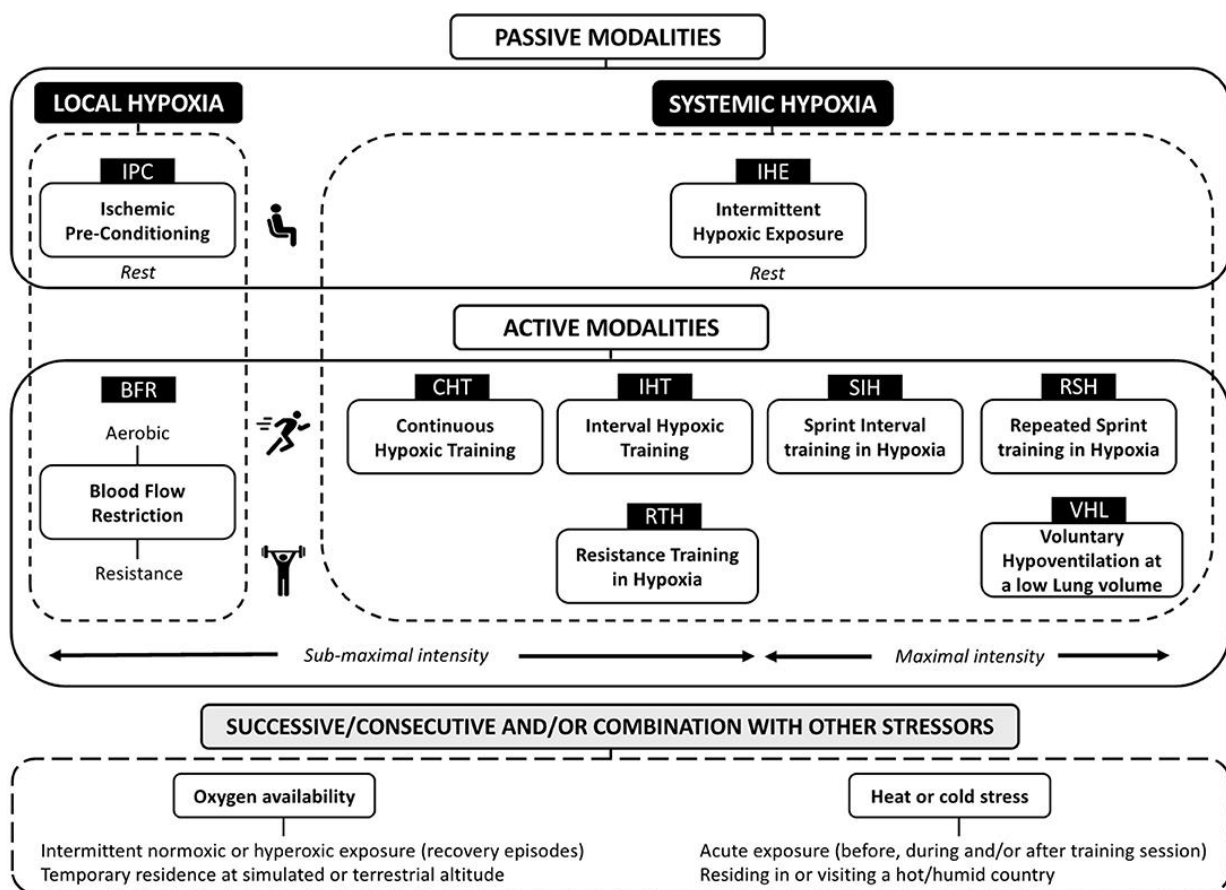 PASSIVE MODALITIES
LOCAL HYPOXIA
SYSTEMIC HYPOXIA
IPC
Ischemic
Pre-Conditioning
Rest
IHE
Intermittent
Hypoxic Exposure
Rest
ACTIVE MODALITIES
BFR
Aerobic
Blood Flow
Restriction
Resistance
CHT
Continuous
Hypoxic Training
IHT
Interval Hypoxic
Training
SIH
Sprint Interval
training in Hypoxia
RSH
Repeated Sprint
training in Hypoxia
RTH
Resistance Training
in Hypoxia
VHL
Voluntary
Hypoventilation at
a low Lung volume
Sub-maximal intensity
Maximal intensity
SUCCESSIVE/CONSECUTIVE AND/OR COMBINATION WITH OTHER STRESSORS
Oxygen availability
Intermittent normoxic or hyperoxic exposure (recovery episodes)
Temporary residence at simulated or terrestrial altitude
Heat or cold stress
Acute exposure (before, during and/or after training session)
Residing in or visiting a hot/humid country